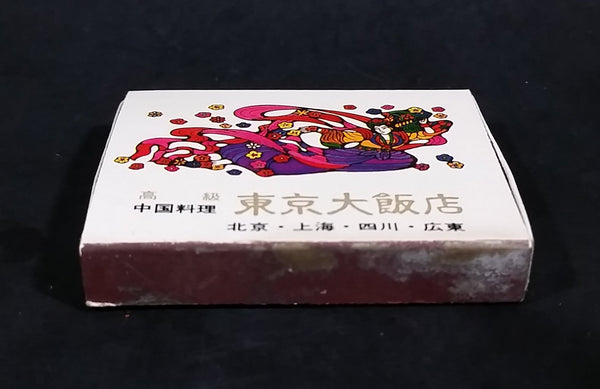 高級
中国料理 東京大飯店
北京・上海・四川・広東